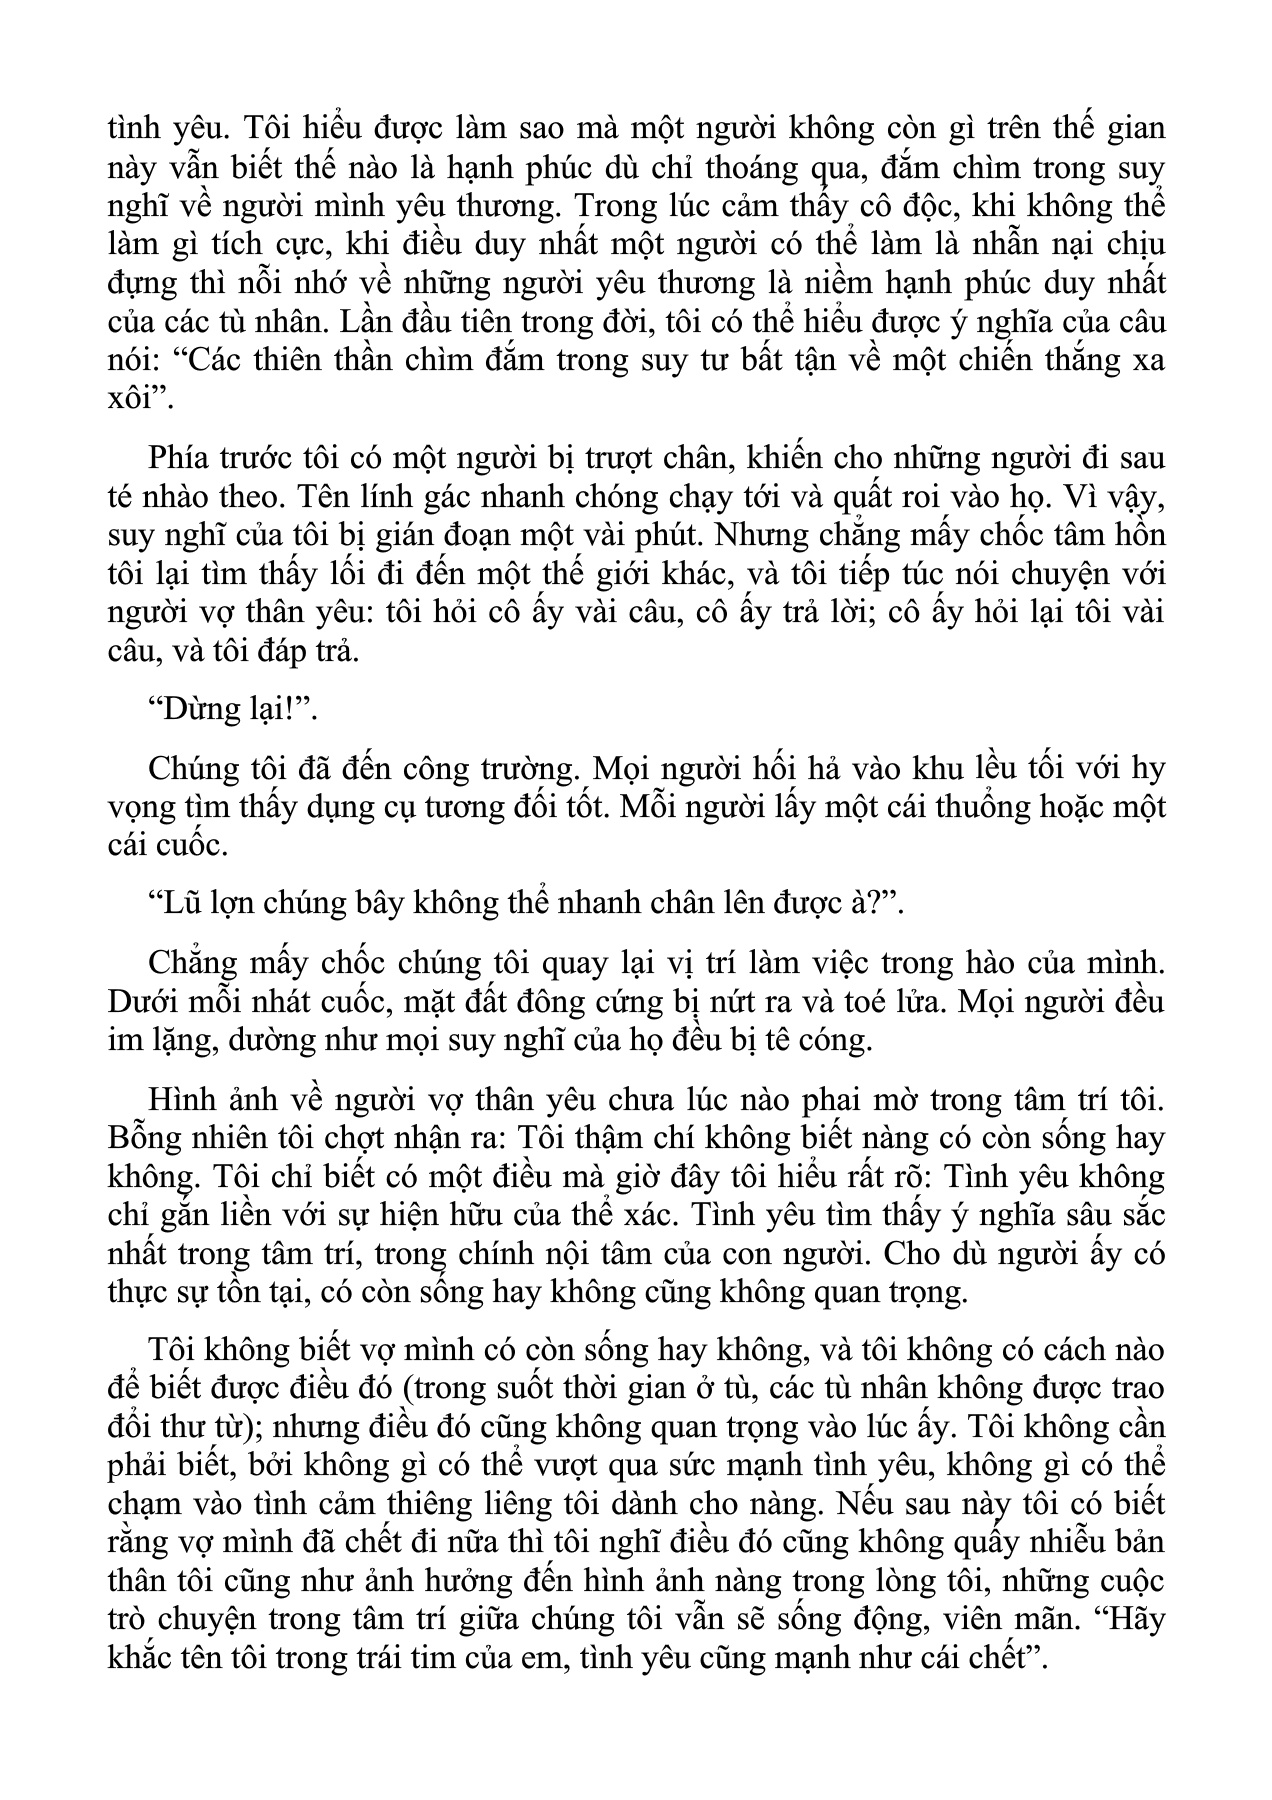 tình yêu. Tôi hiểu được làm sao mà một người không còn gì trên thế gian
này vẫn biết thế nào là hạnh phúc dù chỉ thoáng qua, đắm chìm trong suy
nghĩ về người mình yêu thương. Trong lúc cảm thấy cô độc, khi không thể
làm gì tích cực, khi điều duy nhất một người có thể làm là nhẫn nại chịu
đựng thì nỗi nhớ về những người yêu thương là niềm hạnh phúc duy nhất
của các tù nhân. Lần đầu tiên trong đời, tôi có thể hiểu được ý nghĩa của câu
nói: “Các thiên thần chìm đắm trong suy tư bất tận về một chiến thắng xa
xôi”.
Phía trước tôi có một người bị trượt chân, khiến cho những người đi sau
té nhào theo. Tên lính gác nhanh chóng chạy tới và quất roi vào họ. Vì vậy,
suy nghĩ của tôi bị gián đoạn một vài phút. Nhưng chẳng mấy chốc tâm hồn
tôi lại tìm thấy lối đi đến một thế giới khác, và tôi tiếp túc nói chuyện với
người vợ thân yêu: tôi hỏi cô ấy vài câu, cô ấy trả lời; cô ấy hỏi lại tôi vài
câu, và tôi đáp trả.
“Dừng lại!”.
Chúng tôi đã đến công trường. Mọi người hối hả vào khu lều tối với hy
vọng tìm thấy dụng cụ tương đối tốt. Mỗi người lấy một cái thuổng hoặc một
cái cuốc.
“Lũ lợn chúng bây không thể nhanh chân lên được à?”.
Chẳng mấy chốc chúng tôi quay lại vị trí làm việc trong hào của mình.
Dưới mỗi nhát cuốc, mặt đất đông cứng bị nứt ra và toé lửa. Mọi người đều
im lặng, dường như mọi suy nghĩ của họ đều bị tê cóng.
Hình ảnh về người vợ thân yêu chưa lúc nào phai mờ trong tâm trí tôi.
Bỗng nhiên tôi chợt nhận ra: Tôi thậm chí không biết nàng có còn sống hay
không. Tôi chỉ biết có một điều mà giờ đây tôi hiểu rất rõ: Tình yêu không
chỉ gắn liền với sự hiện hữu của thể xác. Tình yêu tìm thấy ý nghĩa sâu sắc
nhất trong tâm trí, trong chính nội tâm của con người. Cho dù người ấy có
thực sự tồn tại, có còn sống hay không cũng không quan trọng.
Tôi không biết vợ mình có còn sống hay không, và tôi không có cách nào
để biết được điều đó (trong suốt thời gian ở tù, các tù nhân không được trao
đổi thư từ); nhưng điều đó cũng không quan trọng vào lúc ấy. Tôi không cần
phải biết, bởi không gì có thể vượt qua sức mạnh tình yêu, không gì có thể
chạm vào tình cảm thiêng liêng tôi dành cho nàng. Nếu sau này tôi có biết
rằng vợ mình đã chết đi nữa thì tôi nghĩ điều đó cũng không quấy nhiễu bản
thân tôi cũng như ảnh hưởng đến hình ảnh nàng trong lòng tôi, những cuộc
trò chuyện trong tâm trí giữa chúng tôi vẫn sẽ sống động, viên mãn. “Hãy
khắc tên tôi trong trái tim của em, tình yêu cũng mạnh như cái chết”.